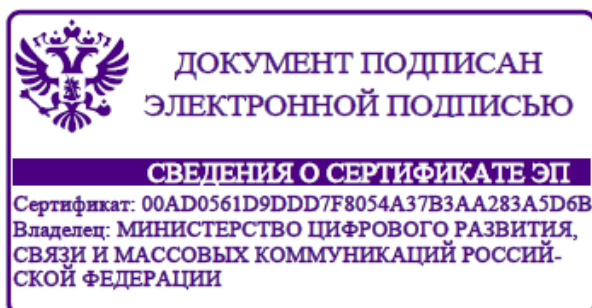 ДОКУМЕНТ ПОДПИСАН
ЭЛЕКТРОННОЙ ПОДПИСЬЮ
СВЕДЕНИЯ О СЕРТИФИКАТЕ ЭП
Сертификат: 00AD0561D9DDD7F8054A37B3AA283A5D6B
Владелец: МИНИСТЕРСТВО ЦИФРОВОГО РАЗВИТИЯ,
СВЯЗИ И МАССОВЫХ КОММУНИКАЦИЙ РОССИЙ-
СКОЙ ФЕДЕРАЦИИ